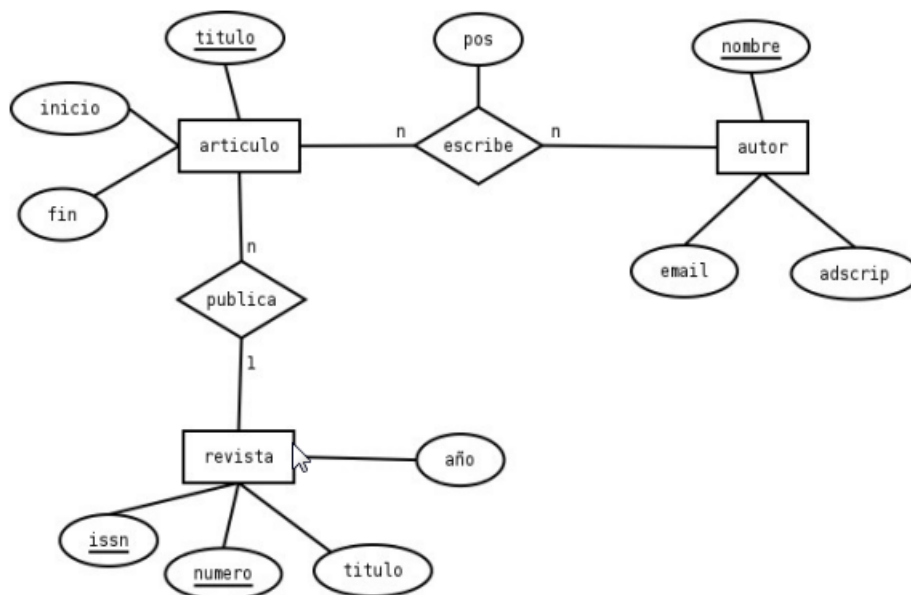 titulo
pos
nombre
inicio
articulo
n
escribe
n
autor
fin
n
email
adscrip
publica
1
revista
año
issn
numero
titulo